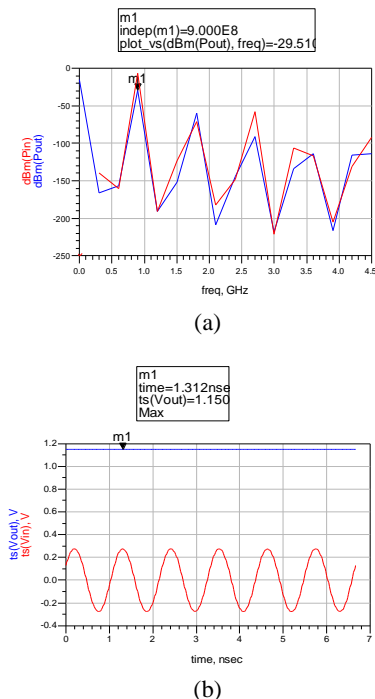 m1
indep(m1)=9.000E8
plot_vs(dBm(Pout), freq)=-29.510
m1
0
-50
-100
-150
-200
-250
dBm(Pin)
dBm(Pout)
0.0 0.5 1.0 1.5 2.0 2.5 3.0 3.5 4.0 4.5
freq, GHz
(a)
m1
time=1.312nse
ts(Vout)=1.150
Max
m1
1.2
1.0
0.8
0.6
0.4
0.2
0.0
-0.2
-0.4
ts(Vout), V
ts(Vin), V
0 1 2 3 4 5 6 7
time, nsec
(b)